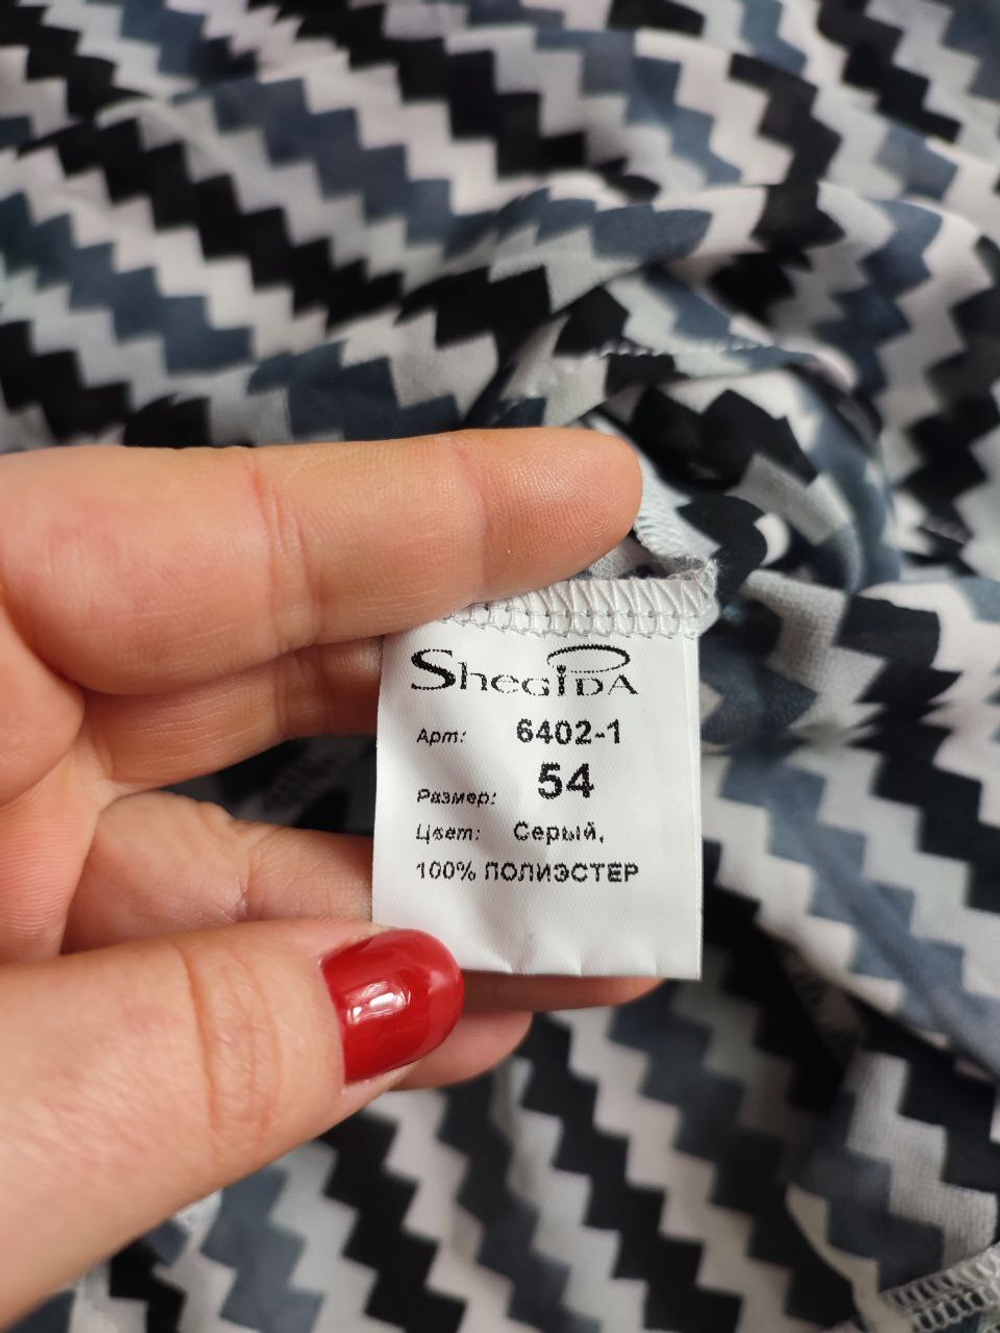 SHEGIDA
Арт: 6402-1
Размер: 54
Цвет: Серый,
100% ПОЛИЭСТЕР